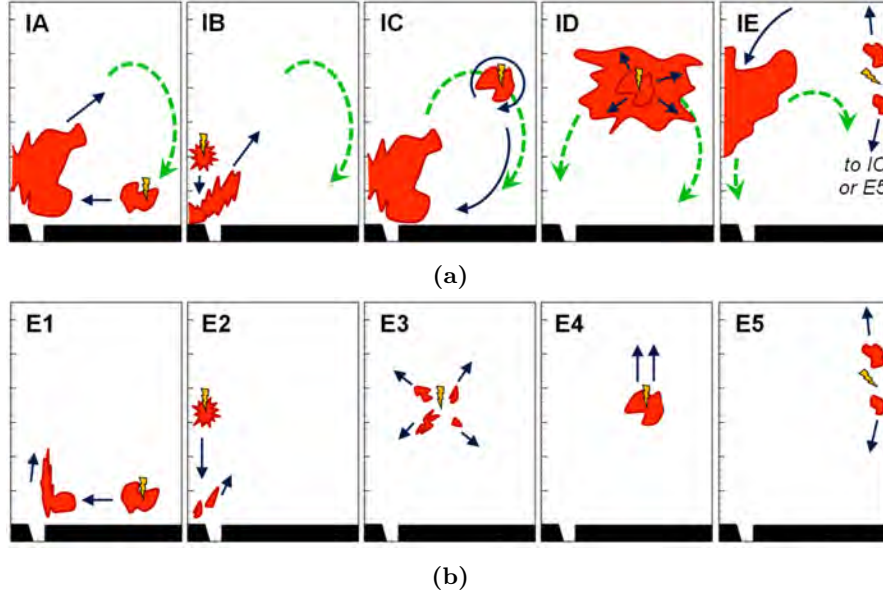 IA IB IC ID IE
to IC
or E5
(a)
E1 E2 E3 E4 E5
(b)